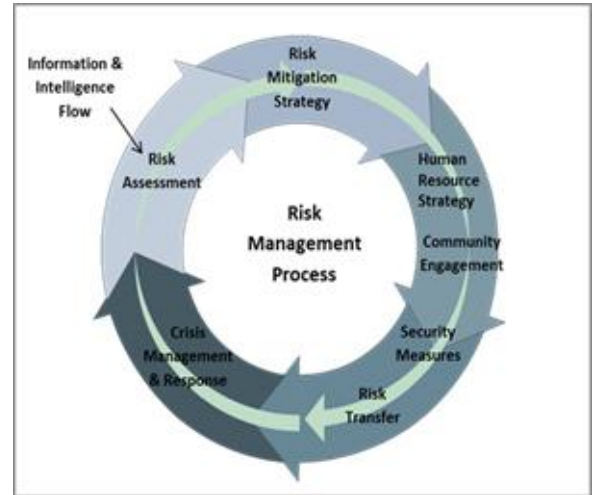 Information &
Intelligence
Flow
Risk
Mitigation
Strategy
Risk
Assessment
Human
Resource
Strategy
Risk
Management
Process
Community
Engagement
Security
Measures
Crisis
Management
& Response
Risk
Transfer